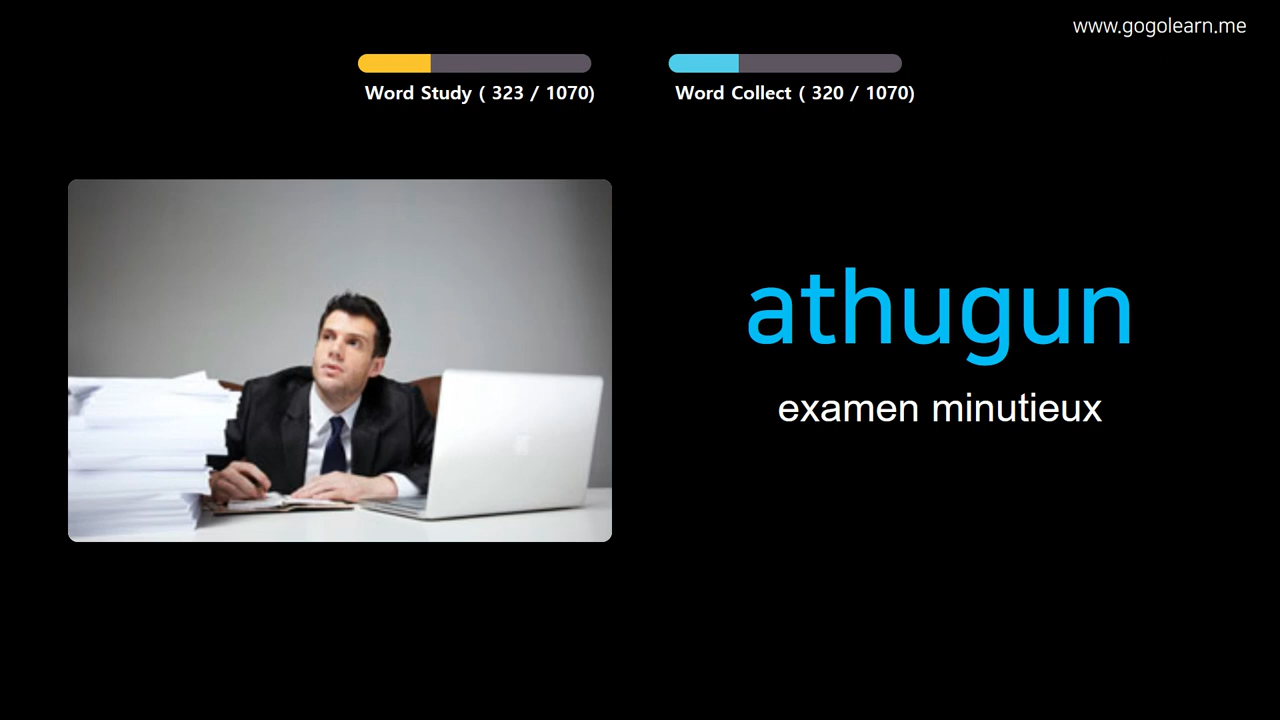 www.gogolearn.me
Word Study ( 323 / 1070)
Word Collect ( 320 / 1070)
athugun
examen minutieux